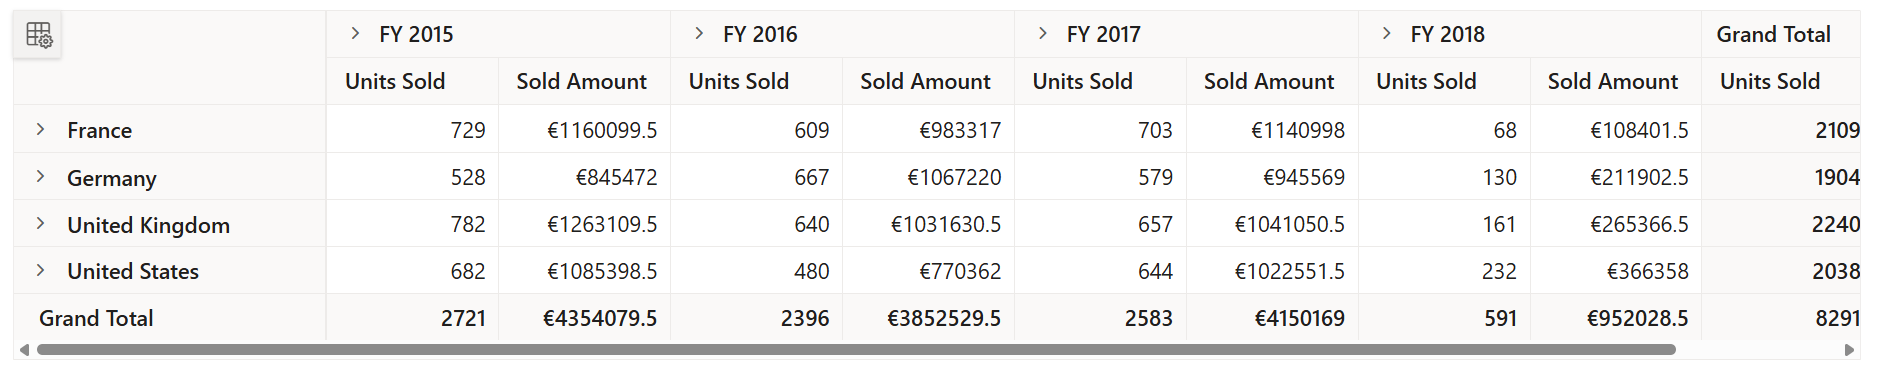 FY 2015 FY 2016 FY 2017 FY 2018 Grand Total
Units Sold Sold Amount Units Sold Sold Amount Units Sold Sold Amount Units Sold Sold Amount Units Sold
France 729 €1160099.5 609 €983317 703 €1140998 68 €108401.5 2109
Germany 528 €845472 667 €1067220 579 €945569 130 €211902.5 1904
United Kingdom 782 €1263109.5 640 €1031630.5 657 €1041050.5 161 €265366.5 2240
United States 682 €1085398.5 480 €770362 644 €1022551.5 232 €366358 2038
Grand Total 2721 €4354079.5 2396 €3852529.5 2583 €4150169 591 €952028.5 8291